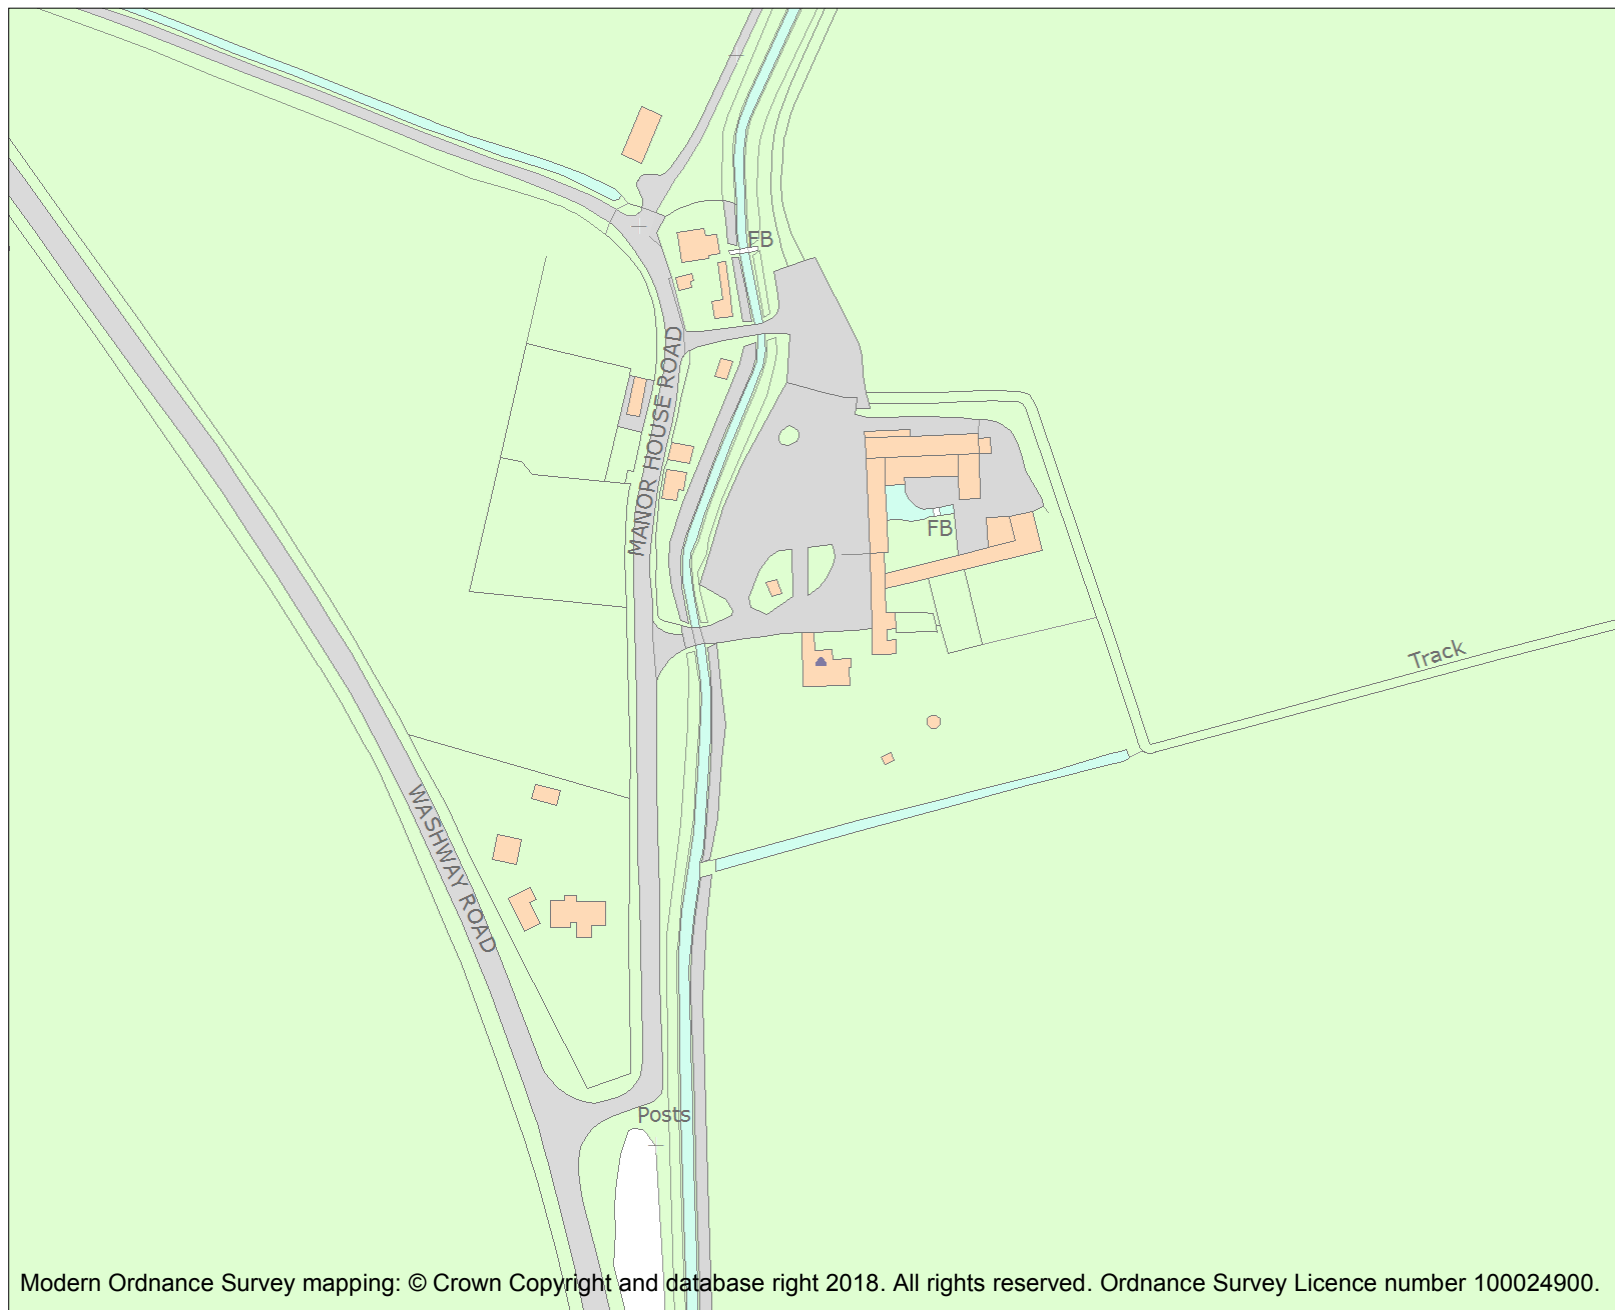 FB
MANOR HOUSE ROAD
FB
Track
WASHWAY ROAD
Posts
Modern Ordnance Survey mapping: © Crown Copyright and database right 2018. All rights reserved. Ordnance Survey Licence number 100024900.